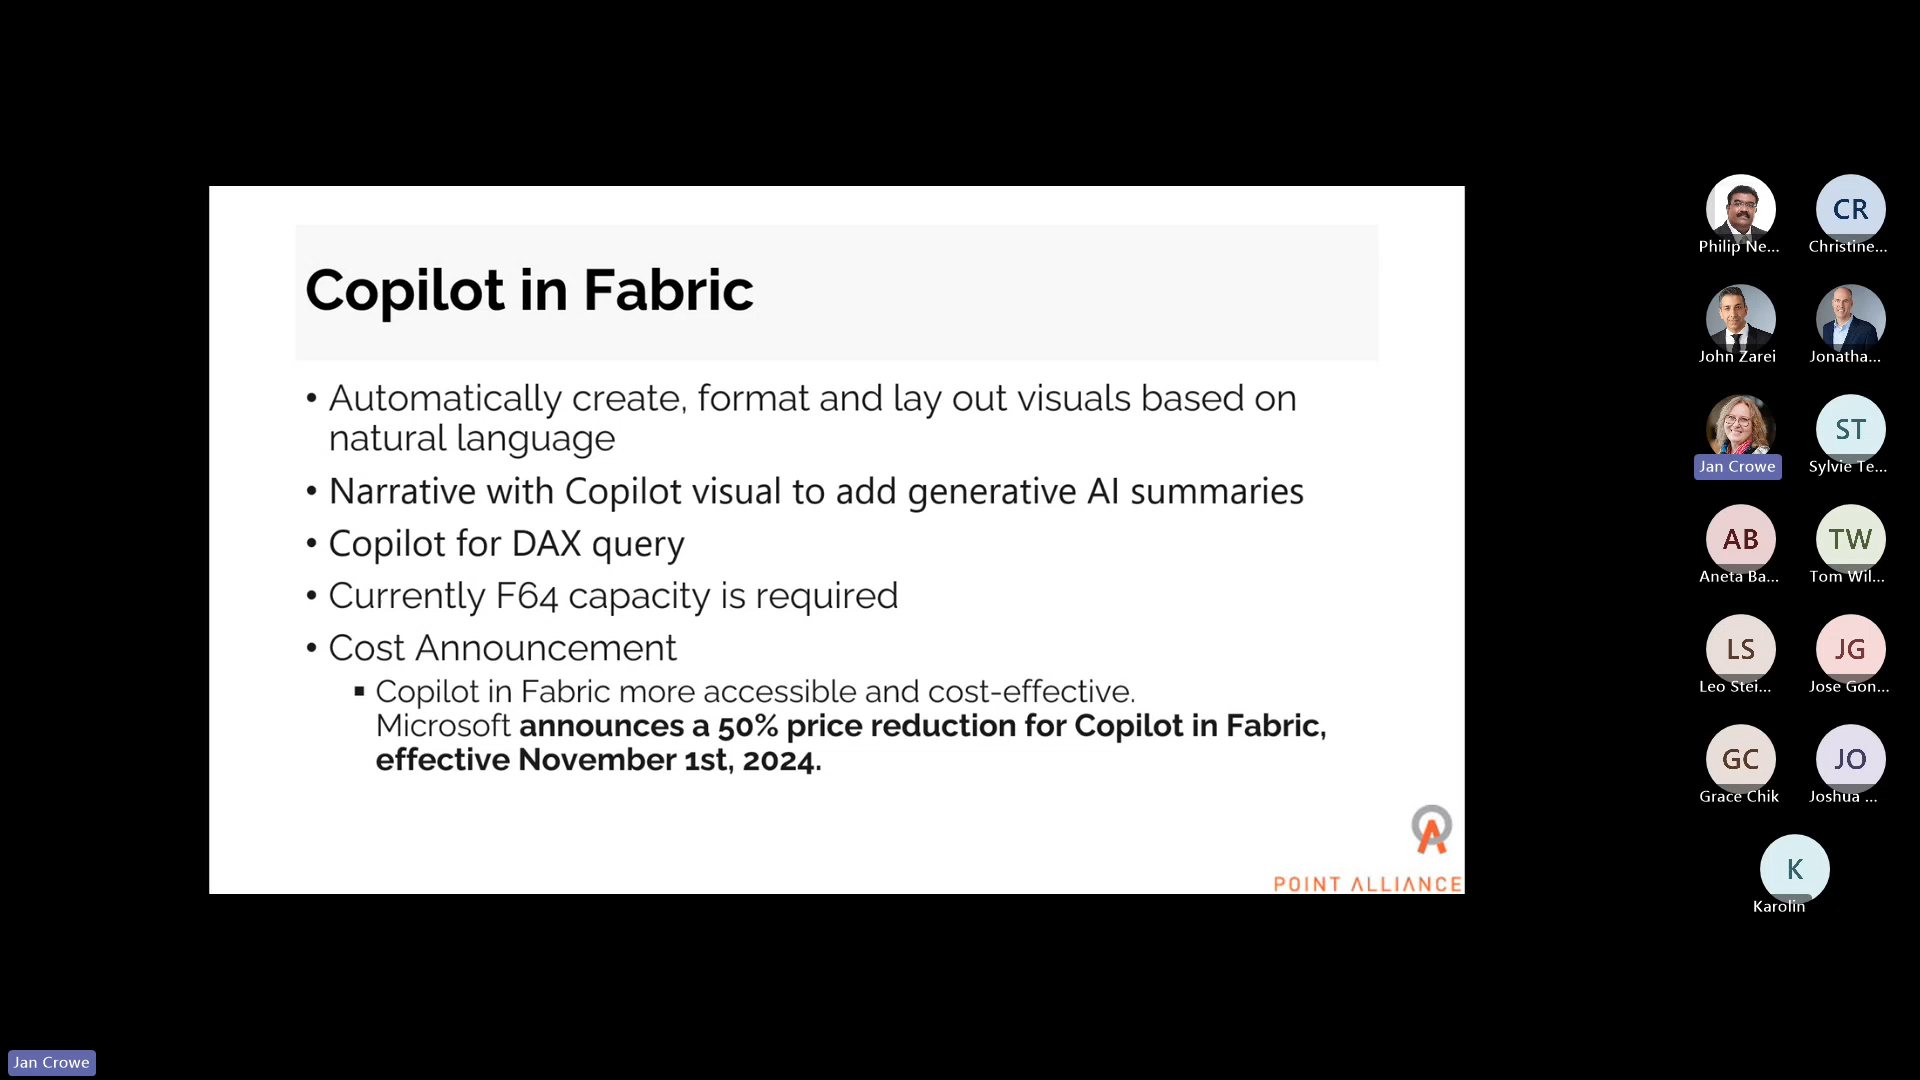 Copilot in Fabric
• Automatically create, format and lay out visuals based on
natural language
• Narrative with Copilot visual to add generative AI summaries
• Copilot for DAX query
• Currently F64 capacity is required
• Cost Announcement
▪ Copilot in Fabric more accessible and cost-effective.
Microsoft announces a 50% price reduction for Copilot in Fabric,
effective November 1st, 2024.
POINT ALLIANCE
Philip Ne...
CR
Christine...
John Zarei
Jonatha...
Jan Crowe
ST
Sylvie Te...
AB
Aneta Ba...
TW
Tom Wil...
LS
Leo Stei...
JG
Jose Gon...
GC
Grace Chik
JO
Joshua ...
K
Karolin
Jan Crowe